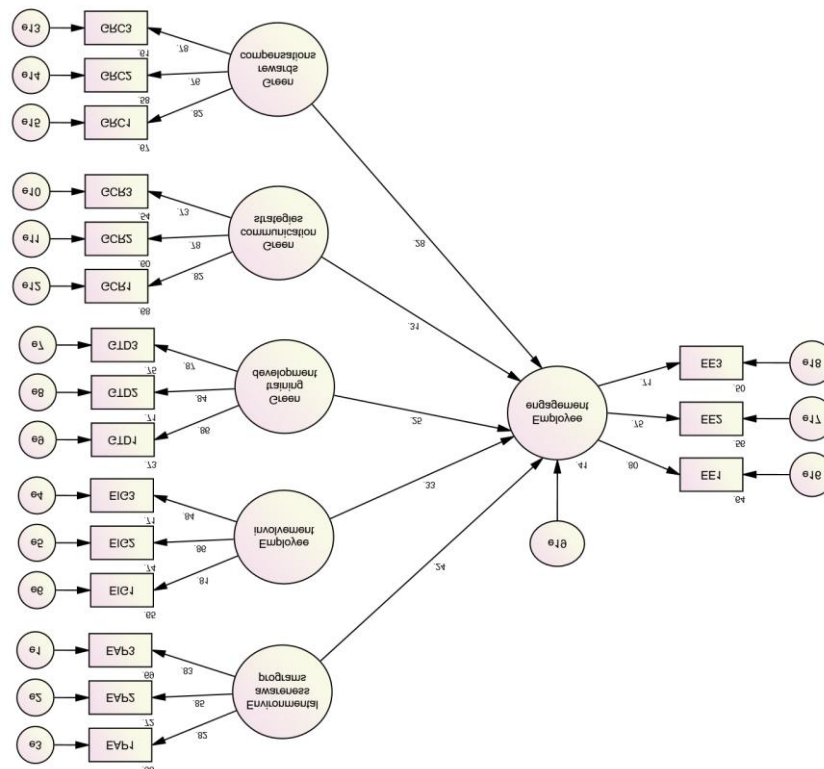 e3
EAP1
.82
e2
EAP2
.72
.85
e1
EAP3
.69
.83
Environmental
awareness
programs
.24
e6
EIG1
.65
.81
e5
EIG2
.74
.86
e4
EIG3
.71
.84
Employee
involvement
.33
e9
GTD1
.73
.86
e8
GTD2
.71
.84
e7
GTD3
.75
.87
Green
training
development
.25
e12
GCR1
.68
.82
e11
GCR2
.60
.78
e10
GCR3
.54
.73
Green
communication
strategies
.31
e15
GRC1
.67
.82
e14
GRC2
.58
.76
e13
GRC3
.61
.78
Green
rewards
compensations
.28
e19
.41
Employee
engagement
.80
.64
EE1
e16
.75
.56
EE2
e17
.71
.50
EE3
e18